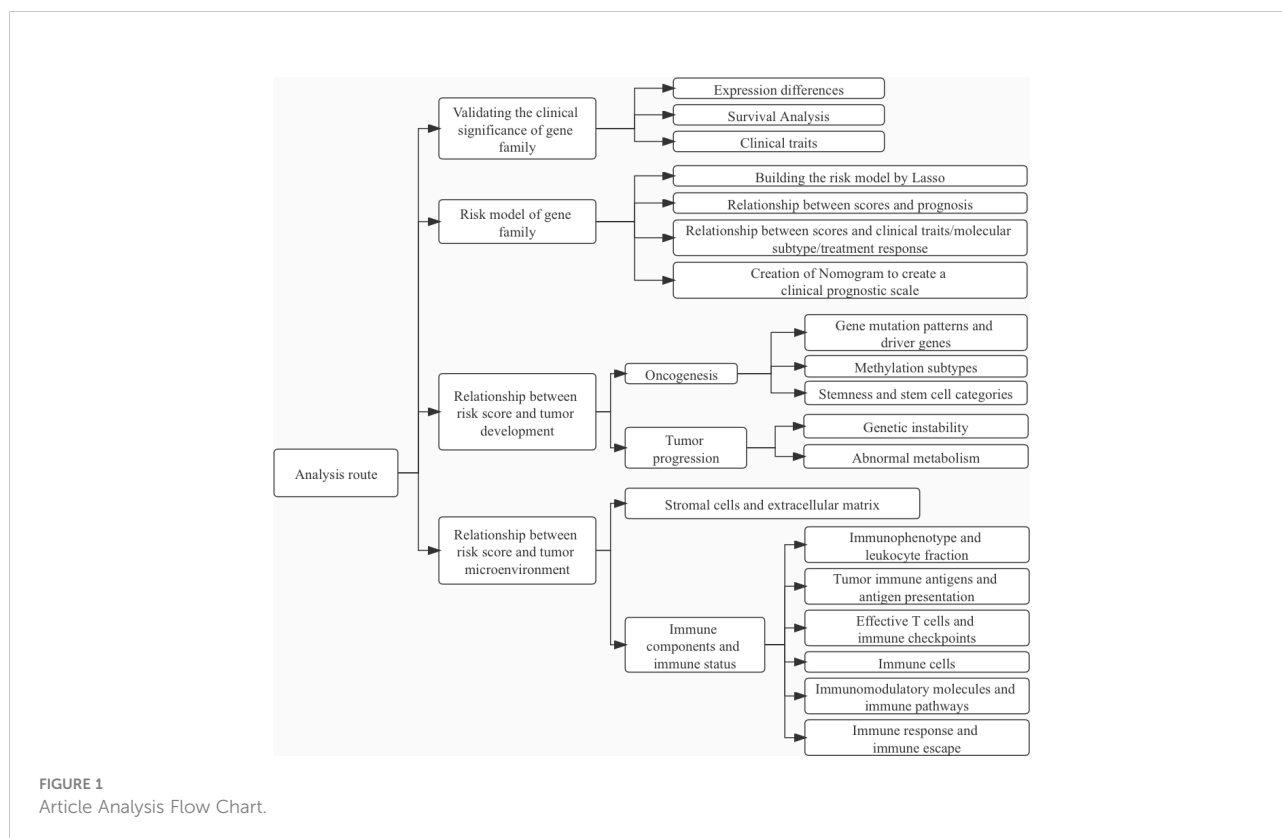 Analysis route
Validating the clinical
significance of gene
family
Expression differences
Survival Analysis
Clinical traits
Risk model of gene
family
Building the risk model by Lasso
Relationship between scores and prognosis
Relationship between scores and clinical traits/molecular
subtype/treatment response
Creation of Nomogram to create a
clinical prognostic scale
Relationship between
risk score and tumor
development
Oncogenesis
Gene mutation patterns and
driver genes
Methylation subtypes
Stemness and stem cell categories
Tumor
progression
Genetic instability
Abnormal metabolism
Relationship between
risk score and tumor
microenvironment
Stromal cells and extracellular matrix
Immune
components and
immune status
Immunophenotype and
leukocyte fraction
Tumor immune antigens and
antigen presentation
Effective T cells and
immune checkpoints
Immune cells
Immunomodulatory molecules and
immune pathways
Immune response and
immune escape
FIGURE 1
Article Analysis Flow Chart.